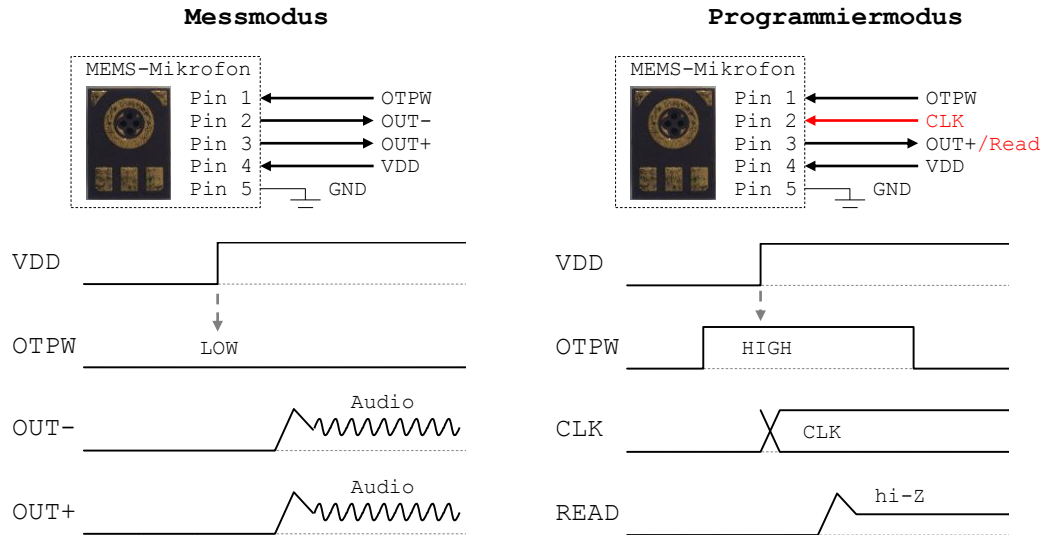 Messmodus
MEMS-Mikrofon
Pin 1 OTPW
Pin 2 OUT-
Pin 3 OUT+
Pin 4 VDD
Pin 5 GND
VDD
OTPW LOW
OUT- Audio
OUT+ Audio
Programmiermodus
MEMS-Mikrofon
Pin 1 OTPW
Pin 2 CLK
Pin 3 OUT+/Read
Pin 4 VDD
Pin 5 GND
VDD
OTPW HIGH
CLK CLK
READ hi-Z